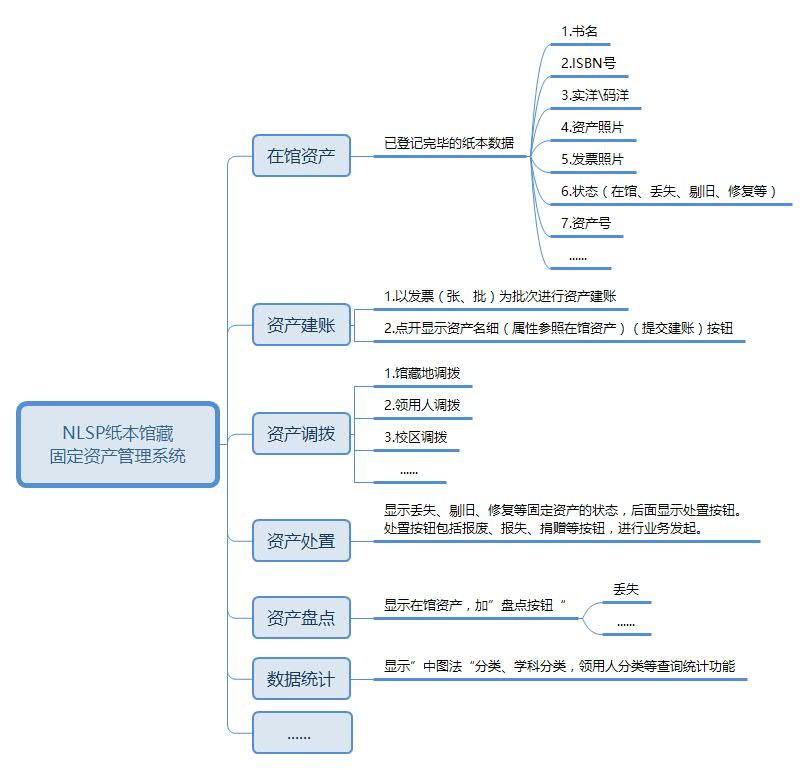 NLSP纸本馆藏
固定资产管理系统
在馆资产
已登记完毕的纸本数据
1.书名
2.ISBN号
3.实洋\码洋
4.资产照片
5.发票照片
6.状态（在馆、丢失、剔旧、修复等）
7.资产号
......
资产建账
1.以发票（张、批）为批次进行资产建账
2.点开显示资产名细（属性参照在馆资产）（提交建账）按钮
资产调拨
1.馆藏地调拨
2.领用人调拨
3.校区调拨
......
资产处置
显示丢失、剔旧、修复等固定资产的状态，后面显示处置按钮。
处置按钮包括报废、报失、捐赠等按钮，进行业务发起。
资产盘点
显示在馆资产，加”盘点按钮“
丢失
......
数据统计
显示”中图法“分类、学科分类，领用人分类等查询统计功能
......